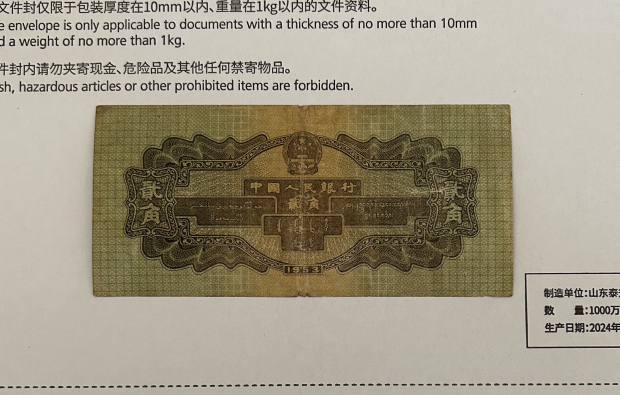 文件封仅限于包装厚度在10mm以内、重量在1kg以内的文件资料。
e envelope is only applicable to documents with a thickness of no more than 10mm
d a weight of no more than 1kg.
件封内请勿夹寄现金、危险品及其他任何禁寄物品。
sh, hazardous articles or other prohibited items are forbidden.
中國人民銀行
貳角
貳角
貳角
1953
制造单位：山东泰
数 量：1000万
生产日期：2024年